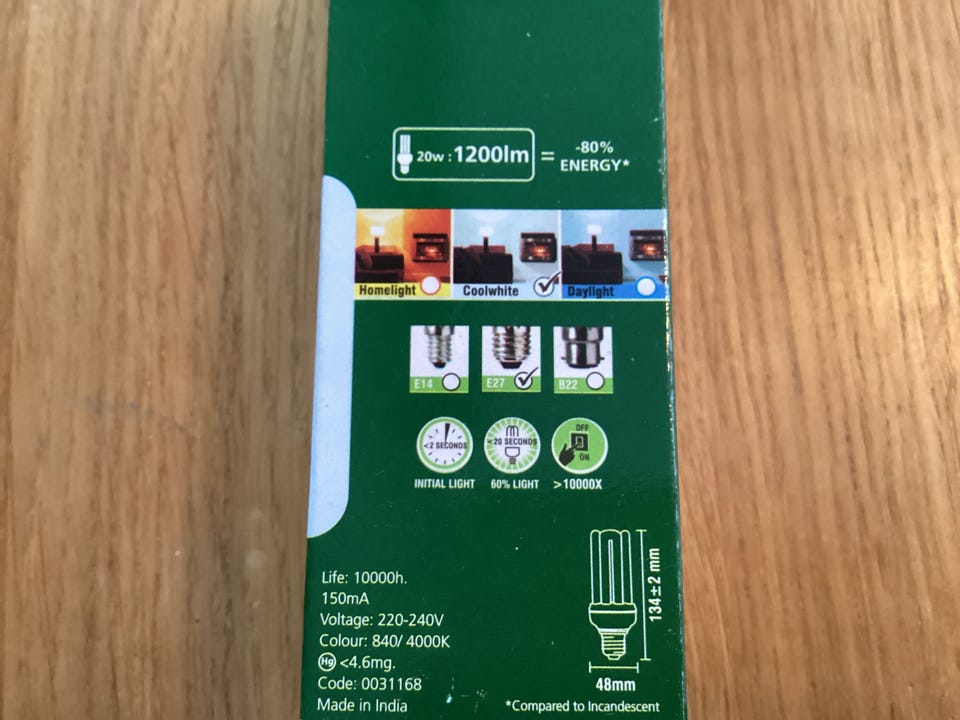 20w : 1200lm = -80%
ENERGY*
Homelight Coolwhite Daylight
E14 E27 B22
<2 SECONDS <20 SECONDS OFF
ON
INITIAL LIGHT 60% LIGHT >10000X
134±2 mm
48mm
Life: 10000h.
150mA
Voltage: 220-240V
Colour: 840/ 4000K
Hg <4.6mg.
Code: 0031168
Made in India
*Compared to Incandescent